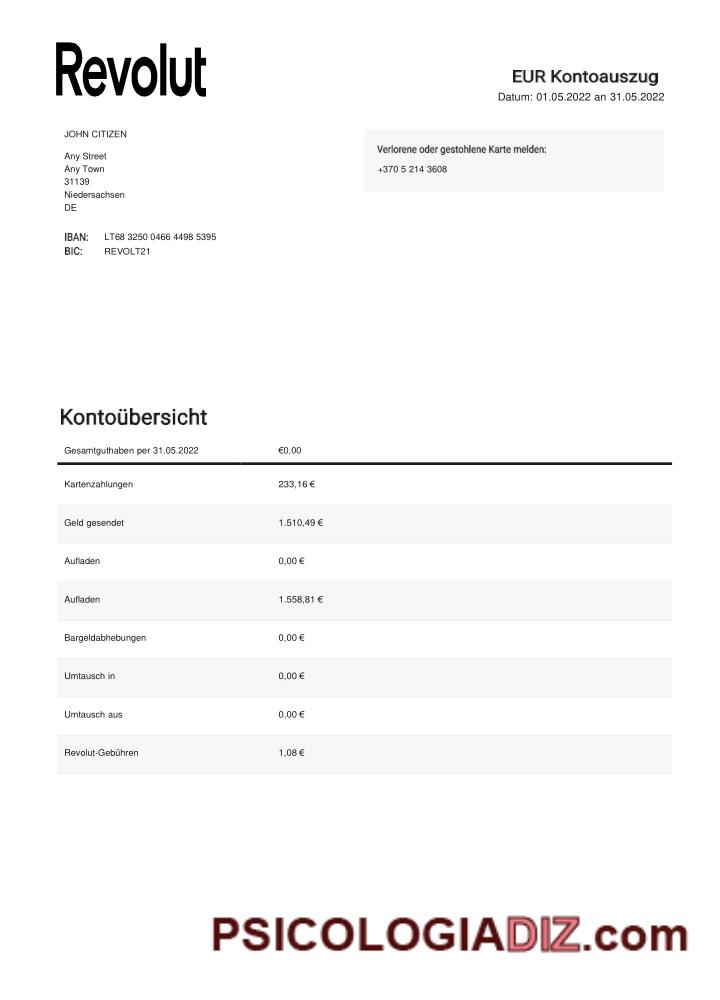 Revolut
EUR Kontoauszug
Datum: 01.05.2022 an 31.05.2022
JOHN CITIZEN
Any Street
Any Town
31139
Niedersachsen
DE
IBAN: LT68 3250 0466 4498 5395
BIC: REVOLT21
Verlorene oder gestohlene Karte melden:
+370 5 214 3608
Kontoübersicht
Gesamtguthaben per 31.05.2022 €0,00
Kartenzahlungen 233,16 €
Geld gesendet 1.510,49 €
Aufladen 0,00 €
Aufladen 1.558,81 €
Bargeldabhebungen 0,00 €
Umtausch in 0,00 €
Umtausch aus 0,00 €
Revolut-Gebühren 1,08 €
PSICOLOGIADIZ.com